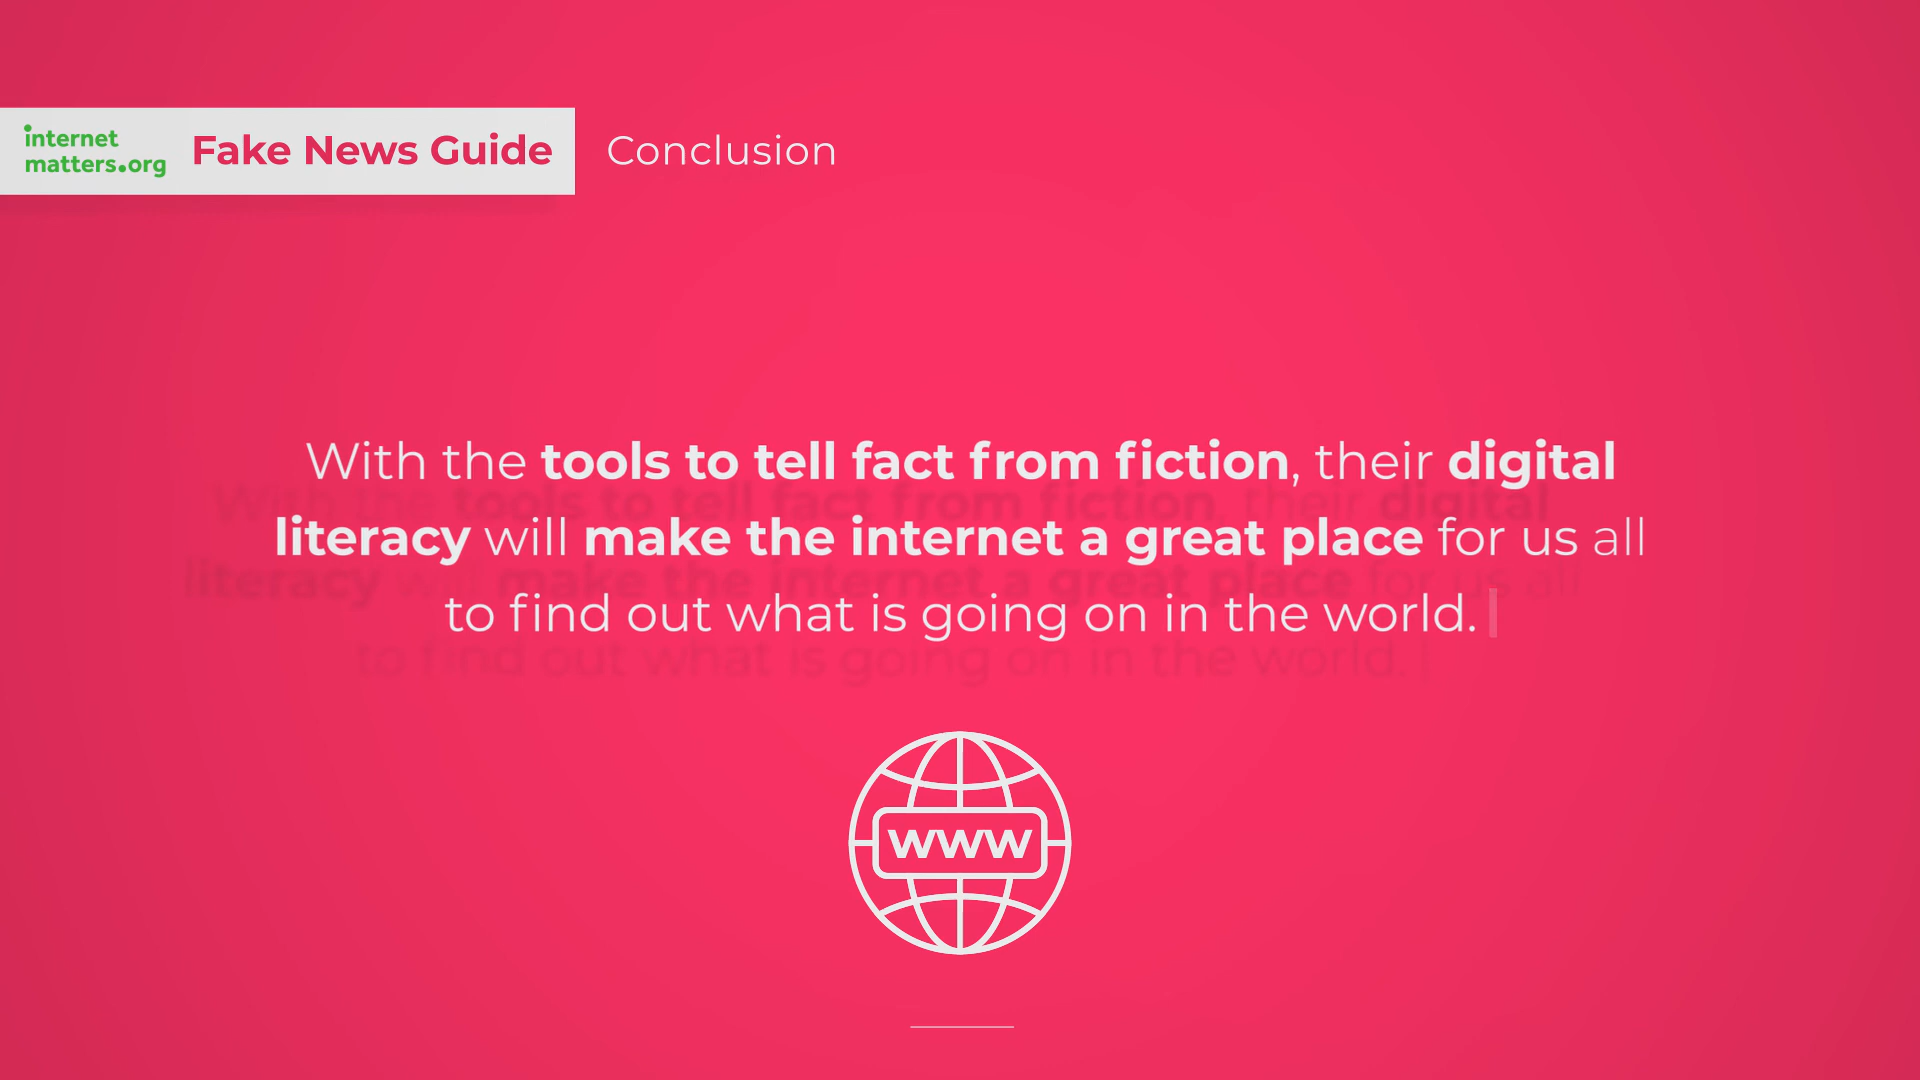 internet
matters.org
Fake News Guide
Conclusion
With the tools to tell fact from fiction, their digital
literacy will make the internet a great place for us all
to find out what is going on in the world.
www